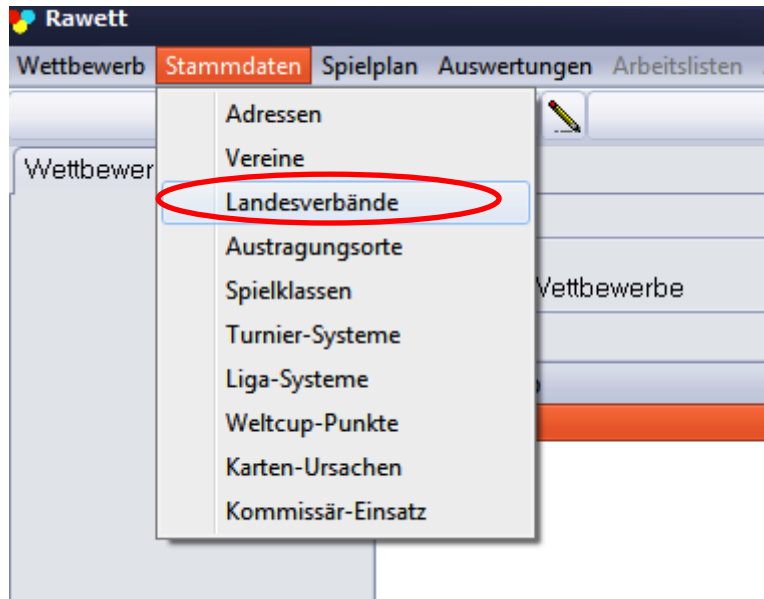 Rawett
Wettbewerb Stammdaten Spielplan Auswertungen Arbeitslisten
Adressen
Wettbewer
Vereine
Landesverbände
Austragungsorte
Spielklassen
Wettbewerbe
Turnier-Systeme
Liga-Systeme
Weltcup-Punkte
Karten-Ursachen
Kommissär-Einsatz